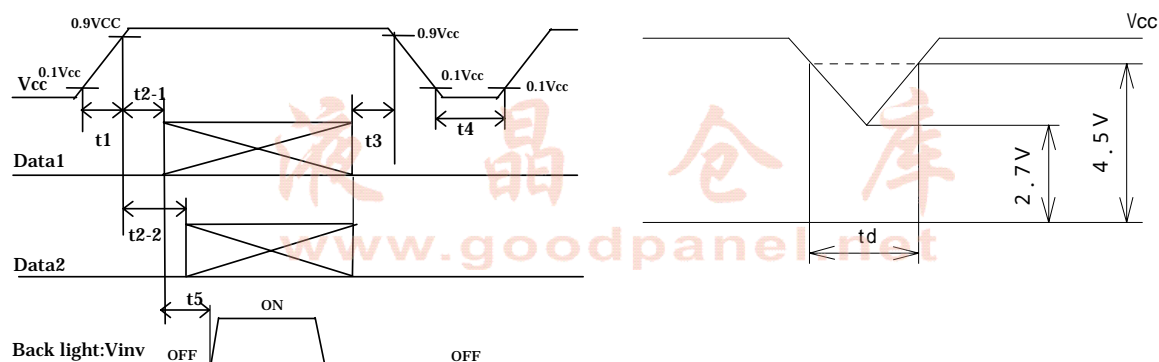 0.9VCC
0.9Vcc
0.1Vcc
Vcc
t2-1
0.1Vcc
0.1Vcc
t1
t3
t4
Data1
t2-2
Data2
t5
ON
Back light:Vinv
OFF
OFF
Vcc
2.7V
4.5V
td
液晶仓库
www.goodpanel.net